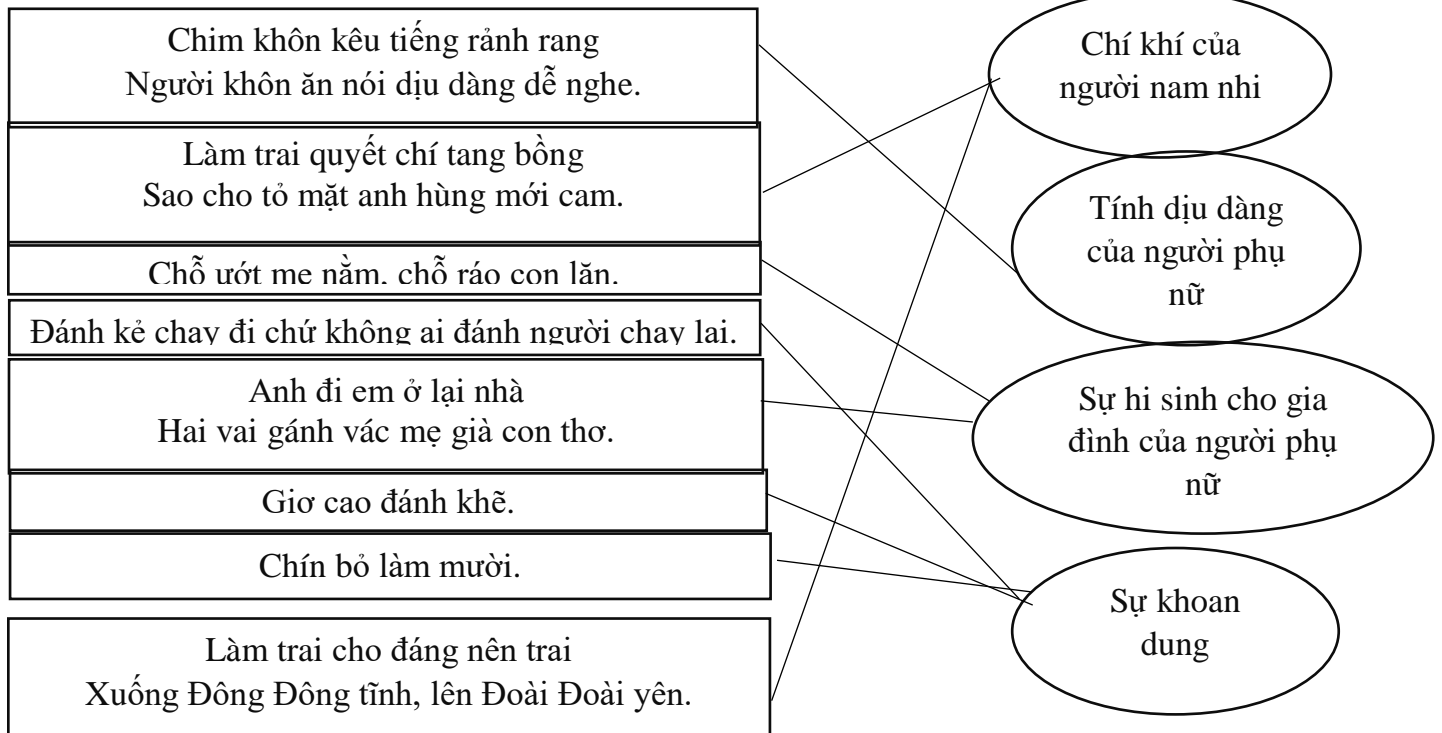 Chim khôn kêu tiếng rảnh rang
Người khôn ăn nói dịu dàng dễ nghe.
Làm trai quyết chí tang bồng
Sao cho tỏ mặt anh hùng mới cam.
Chỗ ướt mẹ nằm, chỗ ráo con lăn.
Đánh kẻ chạy đi chứ không ai đánh người chạy lại.
Anh đi em ở lại nhà
Hai vai gánh vác mẹ già con thơ.
Giơ cao đánh khẽ.
Chín bỏ làm mười.
Làm trai cho đáng nên trai
Xuống Đông Đông tĩnh, lên Đoài Đoài yên.
Chí khí của
người nam nhi
Tính dịu dàng
của người phụ
nữ
Sự hi sinh cho gia
đình của người phụ
nữ
Sự khoan
dung